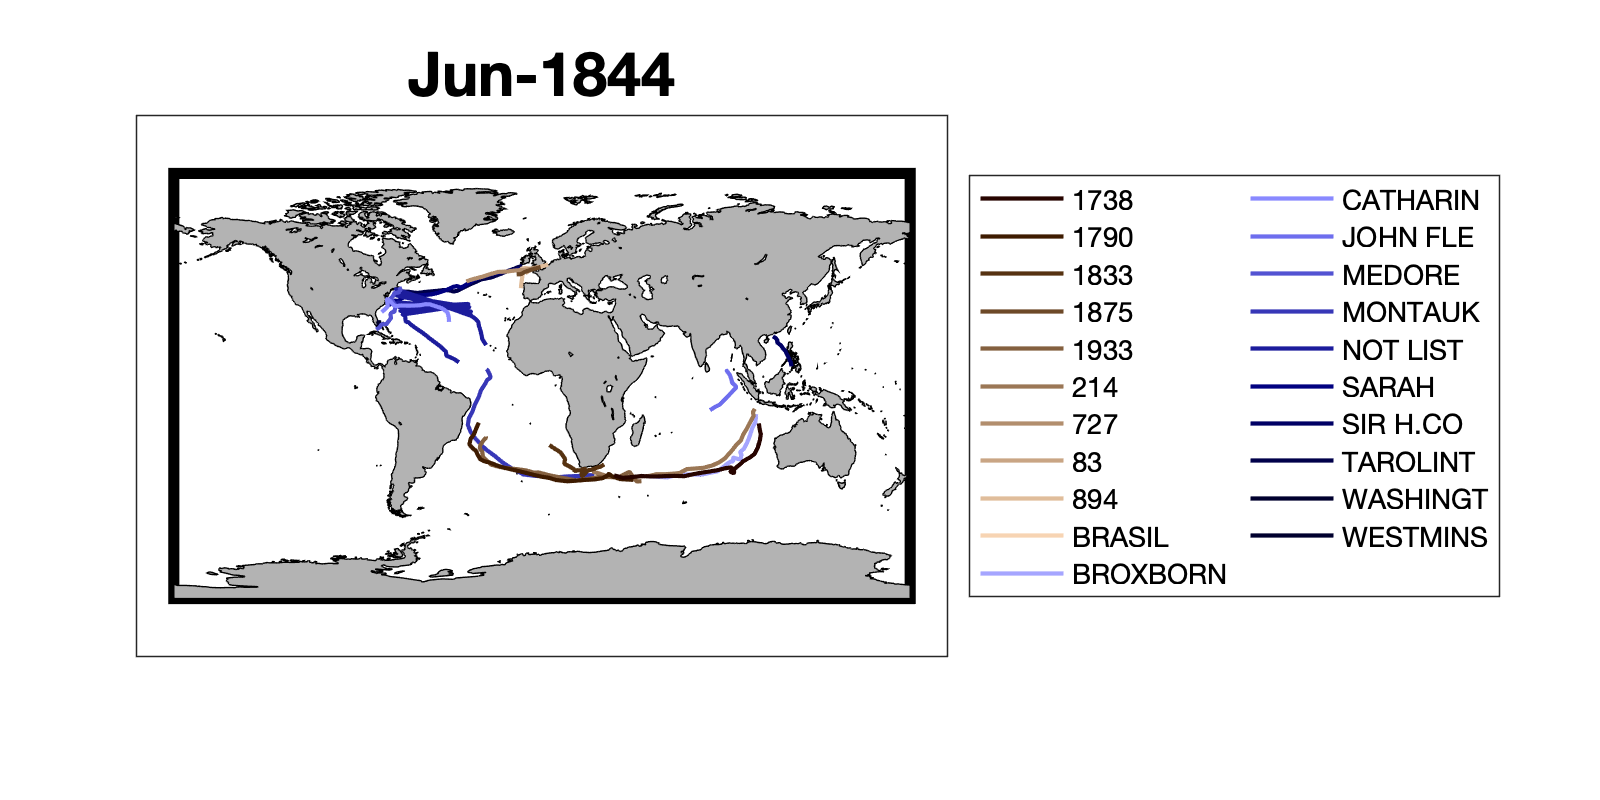 Jun-1844
1738
1790
1833
1875
1933
214
727
83
894
BRASIL
BROXBORN
CATHARIN
JOHN FLE
MEDORE
MONTAUK
NOT LIST
SARAH
SIR H.CO
TAROLINT
WASHINGT
WESTMINS